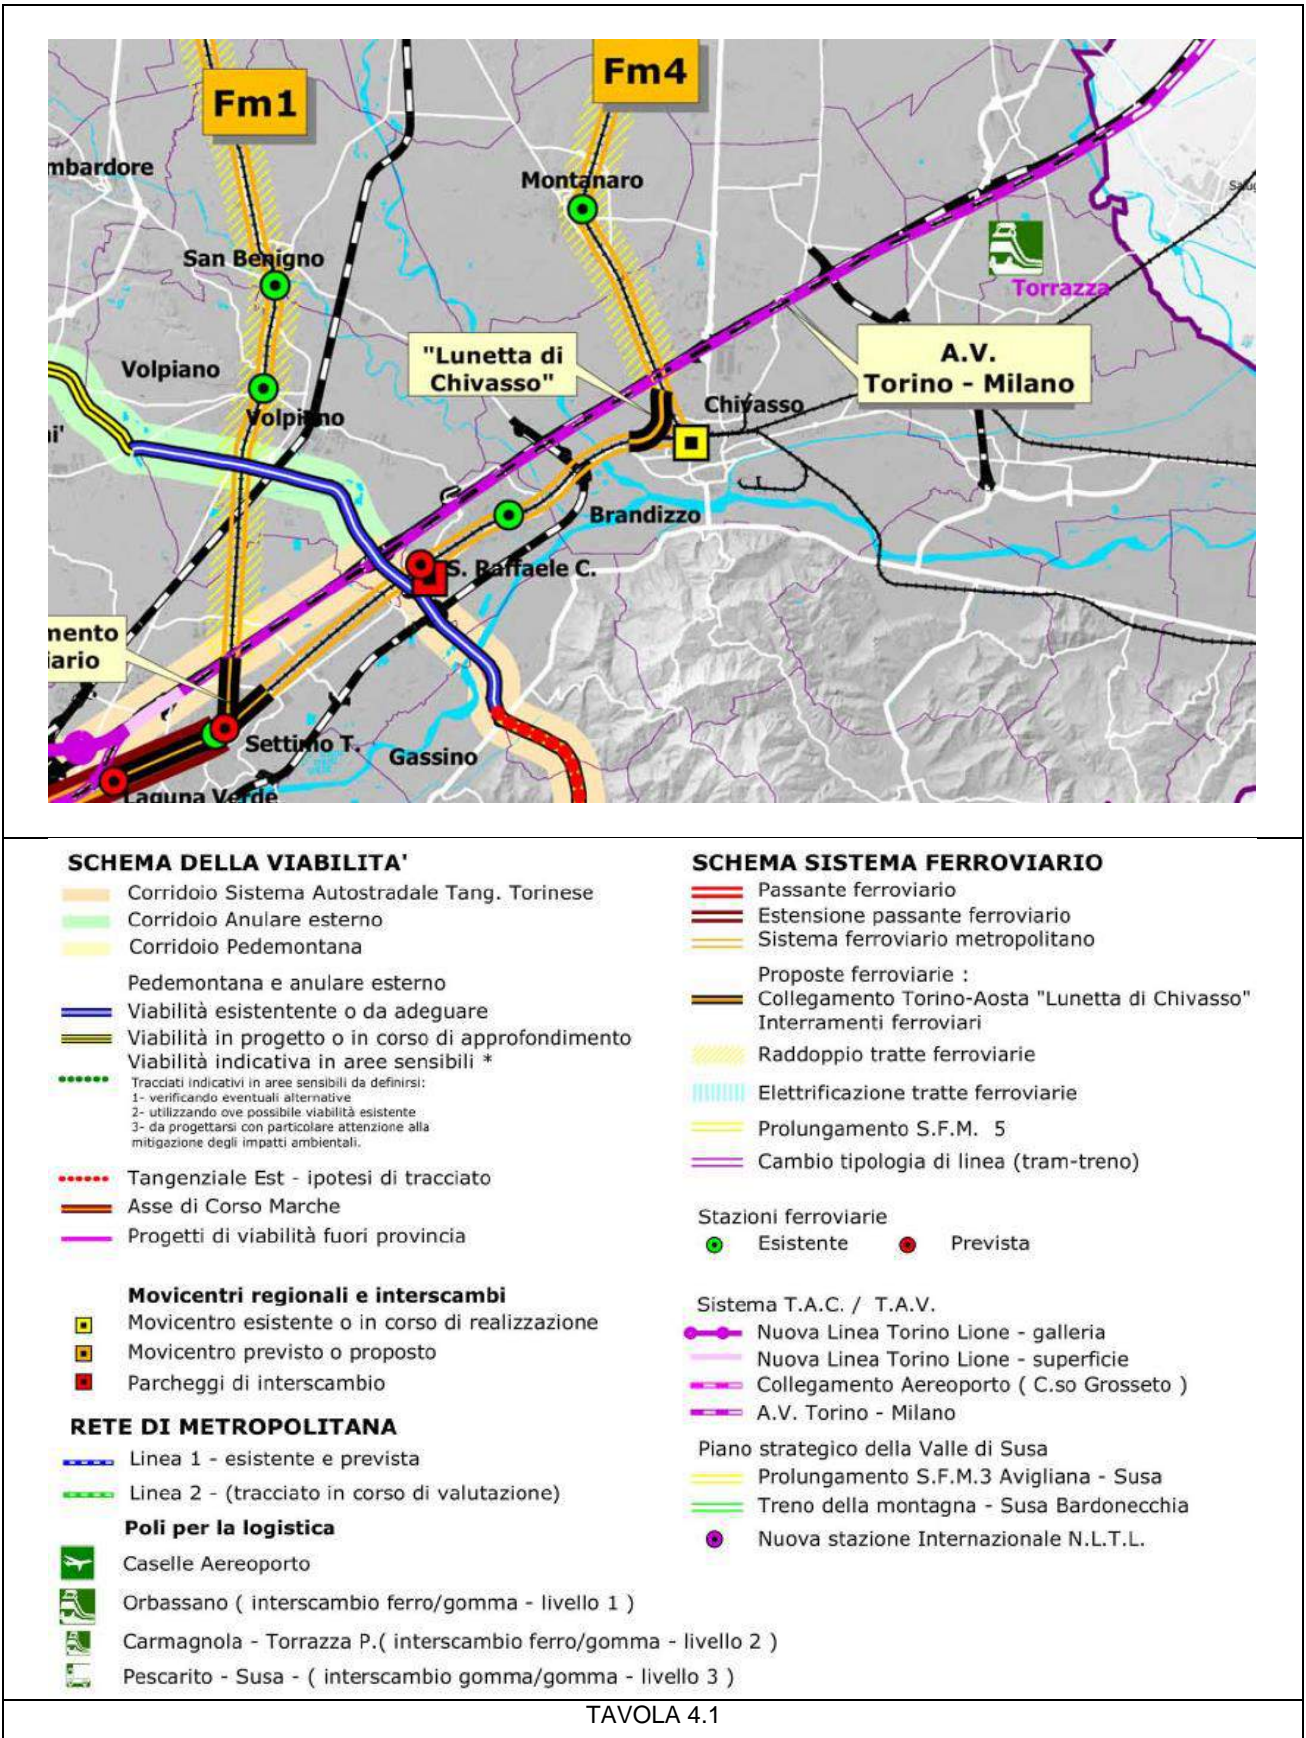 Fm1
Fm4
mbardore
Montanaro
San Benigno
Torrazza
"Lunetta di
Chivasso"
A.V.
Torino - Milano
Volpiano
Chivasso
Volpiano
ni'
Brandizzo
S. Raffaele C.
mento
iario
Settimo T.
Gassino
Laguna Verde
SCHEMA DELLA VIABILITA'
Corridoio Sistema Autostradale Tang. Torinese
Corridoio Anulare esterno
Corridoio Pedemontana
Pedemontana e anulare esterno
Viabilità esistentente o da adeguare
Viabilità in progetto o in corso di approfondimento
Viabilità indicativa in aree sensibili *
Tracciati indicativi in aree sensibili da definirsi:
1- verificando eventuali alternative
2- utilizzando ove possibile viabilità esistente
3- da progettarsi con particolare attenzione alla
mitigazione degli impatti ambientali.
Tangenziale Est - ipotesi di tracciato
Asse di Corso Marche
Progetti di viabilità fuori provincia
Movicentri regionali e interscambi
Movicentro esistente o in corso di realizzazione
Movicentro previsto o proposto
Parcheggi di interscambio
RETE DI METROPOLITANA
Linea 1 - esistente e prevista
Linea 2 - (tracciato in corso di valutazione)
Poli per la logistica
Caselle Aereoporto
Orbassano ( interscambio ferro/gomma - livello 1 )
Carmagnola - Torrazza P.( interscambio ferro/gomma - livello 2 )
Pescarito - Susa - ( interscambio gomma/gomma - livello 3 )
SCHEMA SISTEMA FERROVIARIO
Passante ferroviario
Estensione passante ferroviario
Sistema ferroviario metropolitano
Proposte ferroviarie :
Collegamento Torino-Aosta "Lunetta di Chivasso"
Interramenti ferroviari
Raddoppio tratte ferroviarie
Elettrificazione tratte ferroviarie
Prolungamento S.F.M. 5
Cambio tipologia di linea (tram-treno)
Stazioni ferroviarie
Esistente Prevista
Sistema T.A.C. / T.A.V.
Nuova Linea Torino Lione - galleria
Nuova Linea Torino Lione - superficie
Collegamento Aereoporto ( C.so Grosseto )
A.V. Torino - Milano
Piano strategico della Valle di Susa
Prolungamento S.F.M.3 Avigliana - Susa
Treno della montagna - Susa Bardonecchia
Nuova stazione Internazionale N.L.T.L.
TAVOLA 4.1